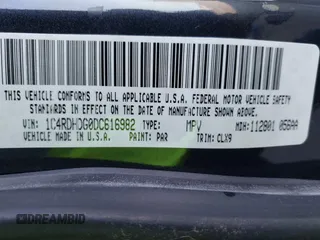 THIS VEHICLE CONFORMS TO ALL APPLICABLE U.S.A. FEDERAL MOTOR VEHICLE SAFETY
STANDARDS IN EFFECT ON THE DATE OF MANUFACTURE SHOWN ABOVE
VIN: 1C4RDHDG0DC616982 TYPE: MPV MDH: 112801 056AA
VEHICLE MADE IN U.S.A. PAINT: PAR TRIM: CLX9
DREAMBID